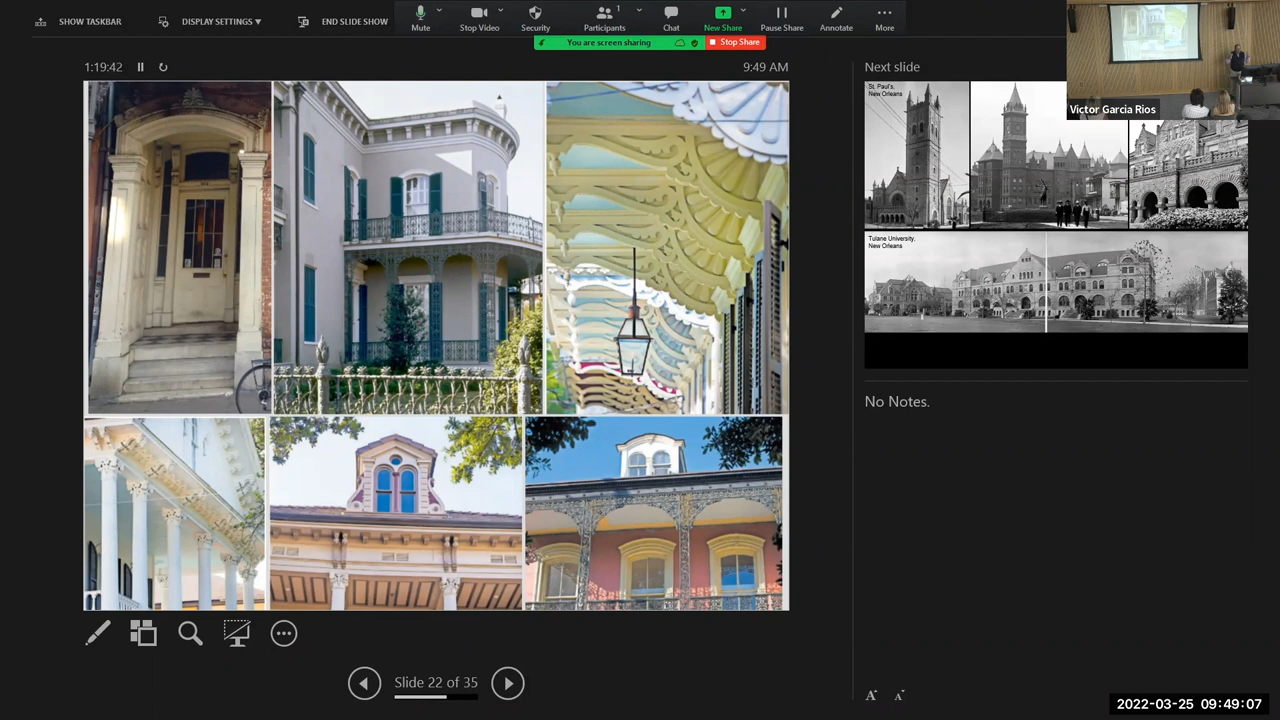 SHOW TASKBAR
DISPLAY SETTINGS ▼
END SLIDE SHOW
Mute
Stop Video
Security
Participants
1
Chat
New Share
Pause Share
Annotate
More
You are screen sharing
Stop Share
1:19:42
9:49 AM
Next slide
Victor Garcia Rios
St. Paul's,
New Orleans
Tulane University,
New Orleans
No Notes.
Slide 22 of 35
A
A
2022-03-25 09:49:07